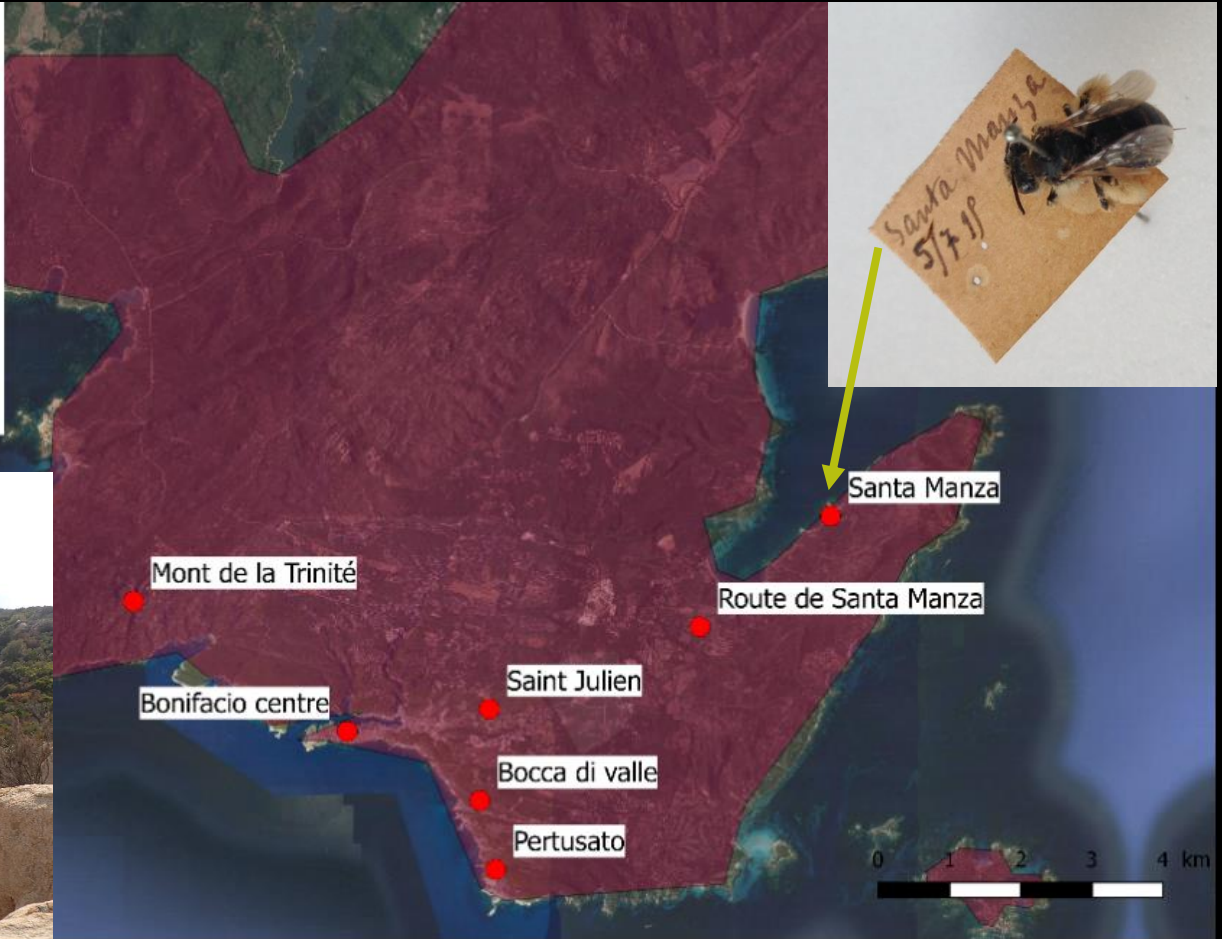 Santa Manza
5/7 98
Santa Manza
Mont de la Trinité
Route de Santa Manza
Saint Julien
Bonifacio centre
Bocca di valle
Pertusato
0 1 2 3 4 km